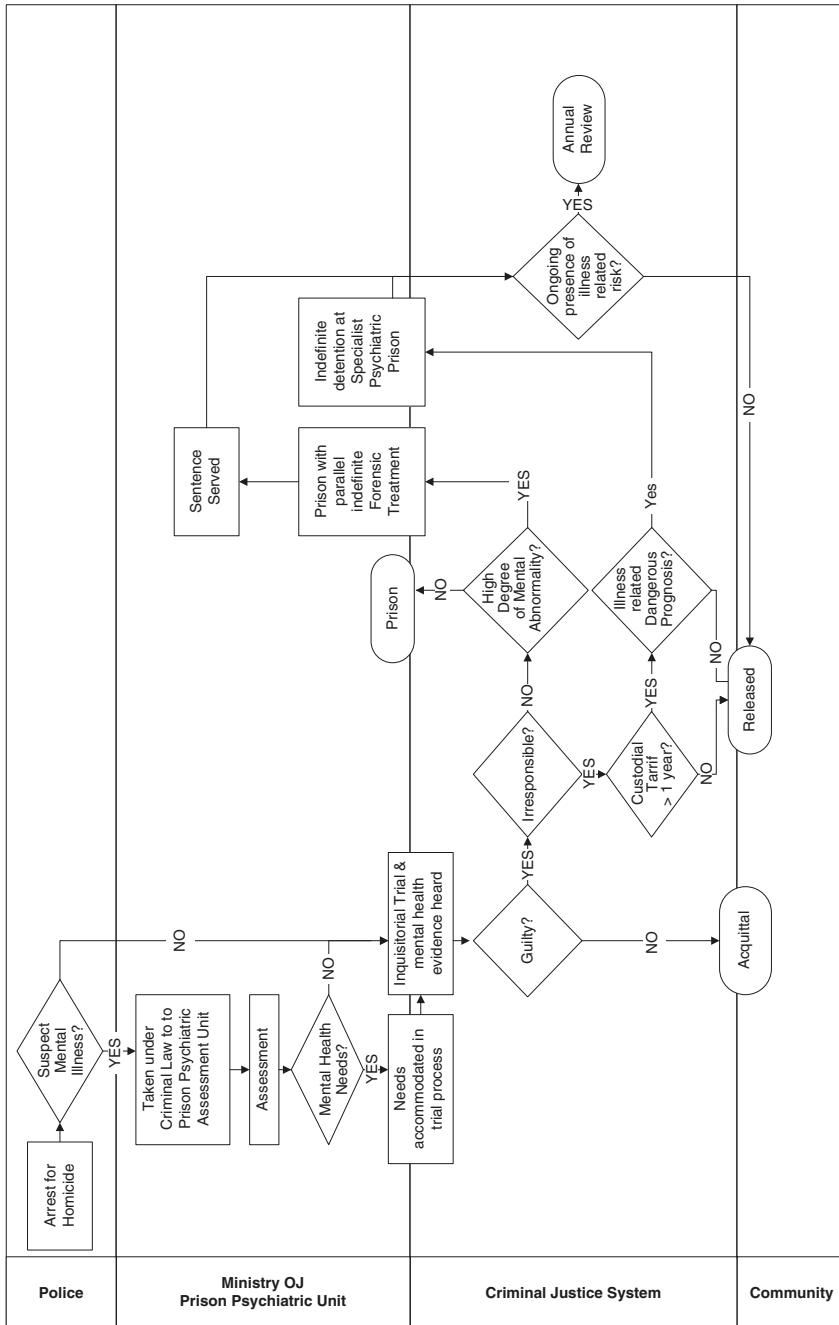 Police
Ministry OJ
Prison Psychiatric Unit
Criminal Justice System
Community
Arrest for
Homicide
Suspect
Mental
Illness?
YES
NO
Taken under
Criminal Law to to
Prison Psychiatric
Assessment Unit
Assessment
Mental Health
Needs?
YES
NO
Needs
accommodated in
trial process
Inquisitorial Trial &
mental health
evidence heard
Guilty?
YES
NO
Acquittal
Irresponsible?
NO
YES
Custodial
Tarrif
> 1 year?
YES
NO
Released
High
Degree
of Mental
Abnormality?
NO
YES
Prison
Illness
related
Dangerous
Prognosis?
NO
Yes
Prison with
parallel
indefinite
Forensic
Treatment
Sentence
Served
Indefinite
detention at
Specialist
Psychiatric
Prison
Ongoing
presence of
illness
related
risk?
YES
NO
Annual
Review